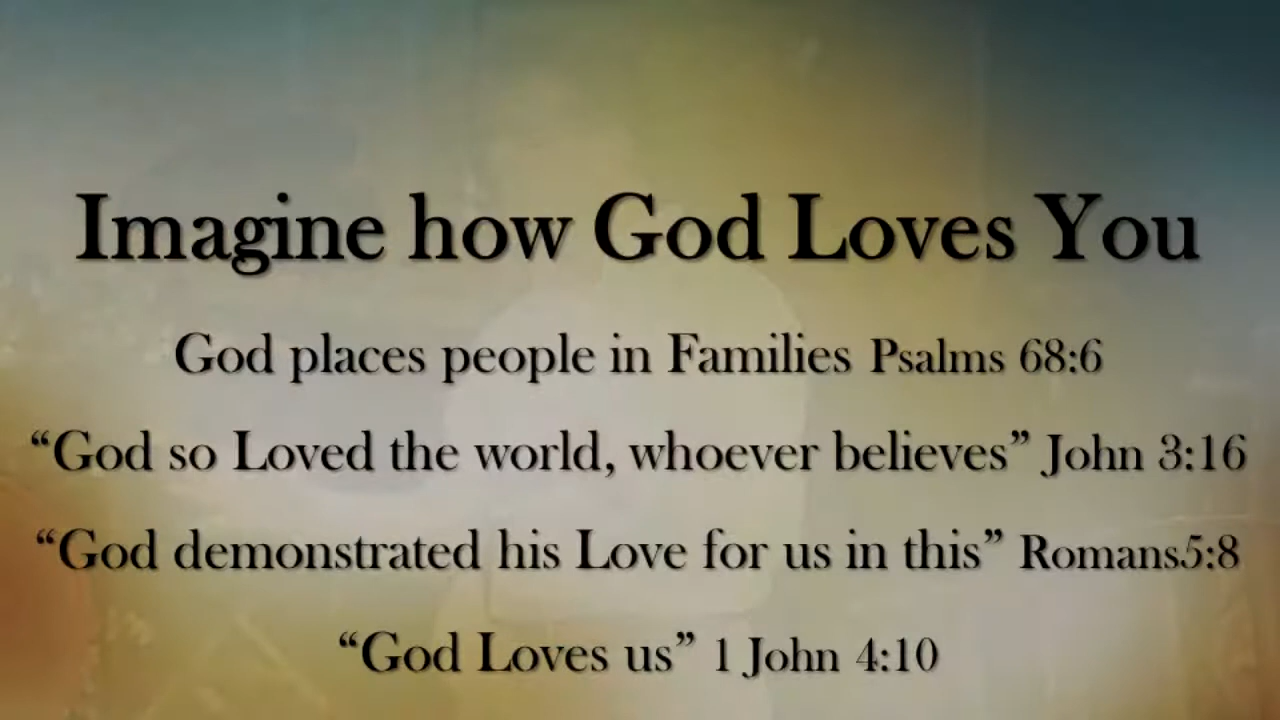 Imagine how God Loves You
God places people in Families Psalms 68:6
“God so Loved the world, whoever believes” John 3:16
“God demonstrated his Love for us in this” Romans5:8
“God Loves us” 1 John 4:10